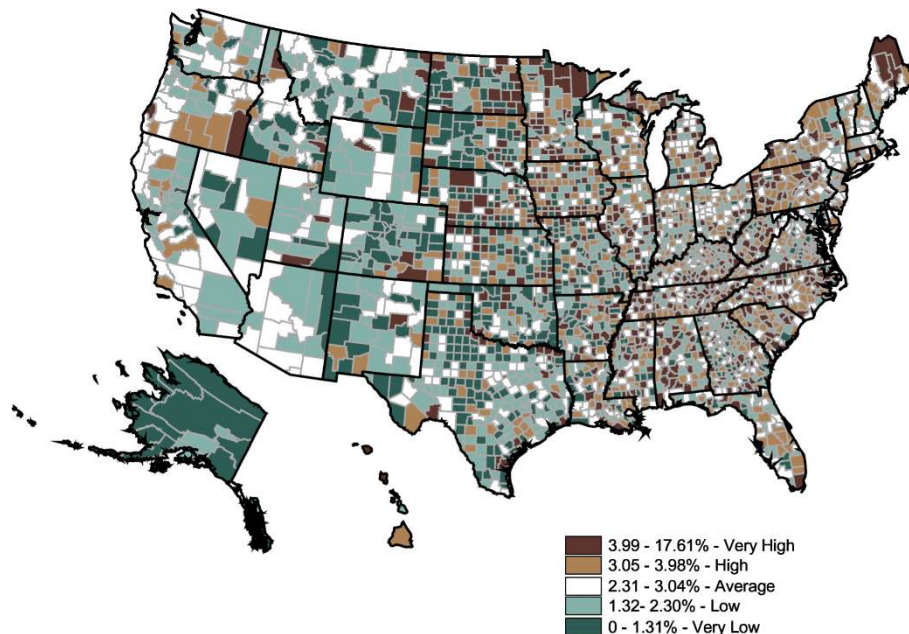 3.99 - 17.61% - Very High
3.05 - 3.98% - High
2.31 - 3.04% - Average
1.32- 2.30% - Low
0 - 1.31% - Very Low